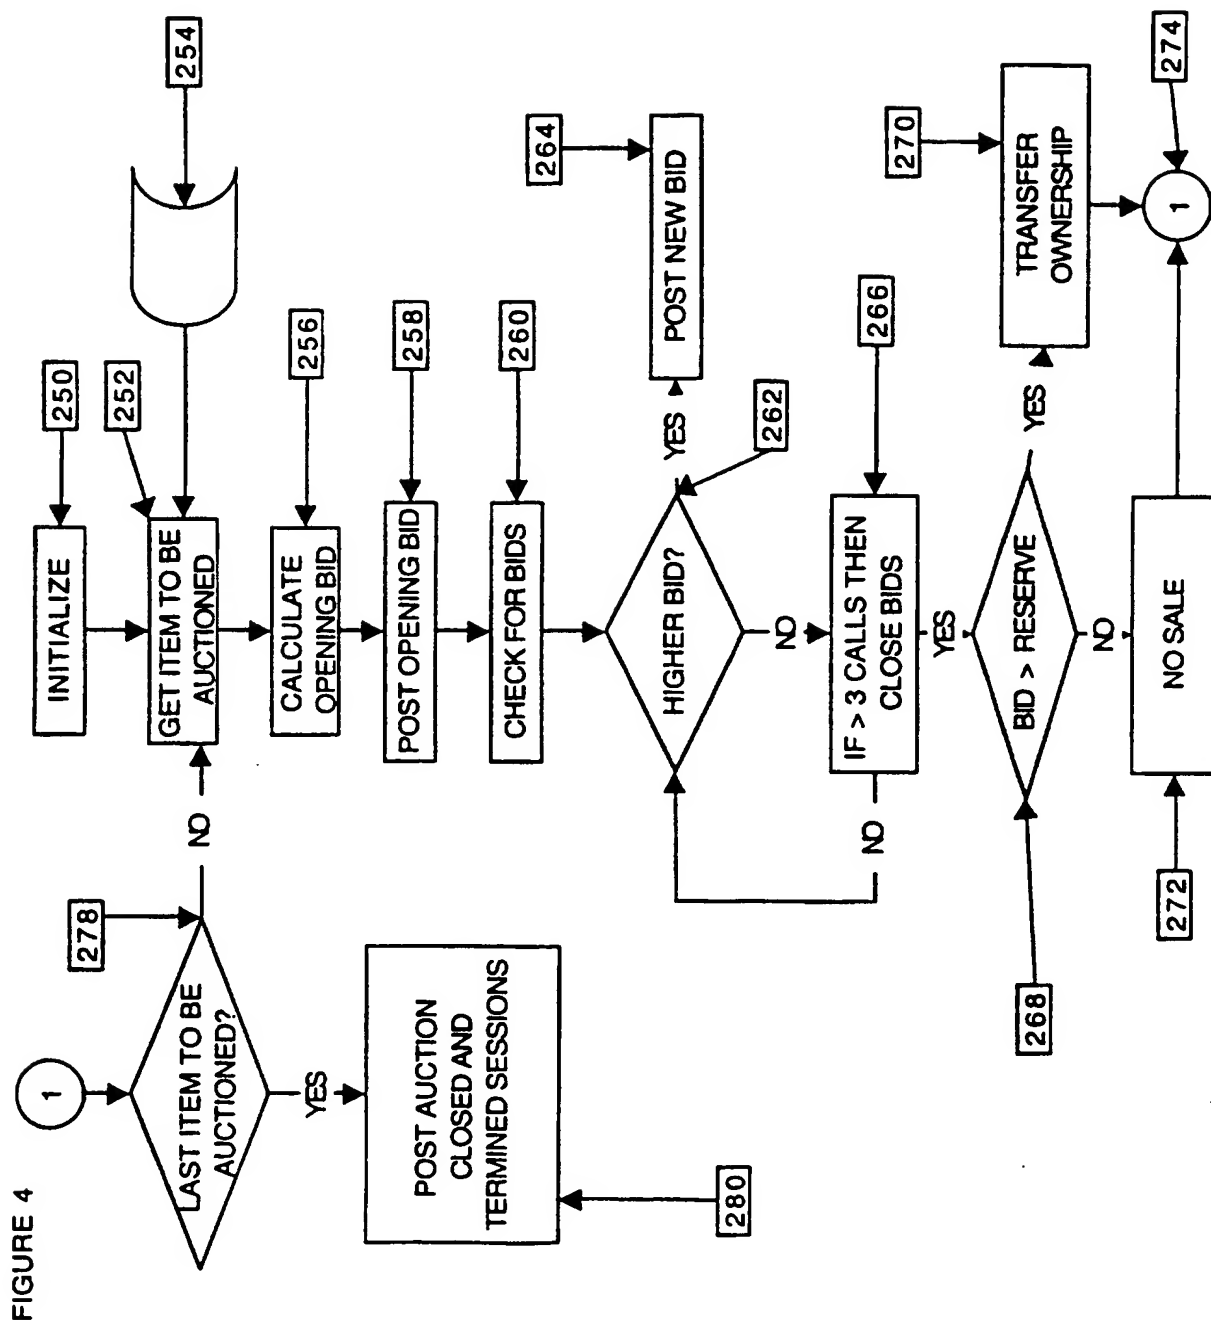 FIGURE 4
1
LAST ITEM TO BE
AUCTIONED?
278
NO
YES
POST AUCTION
CLOSED AND
TERMINED SESSIONS
280
INITIALIZE
250
252
GET ITEM TO BE
AUCTIONED
254
CALCULATE
OPENING BID
256
POST OPENING BID
258
CHECK FOR BIDS
260
HIGHER BID?
262
YES
POST NEW BID
264
NO
IF > 3 CALLS THEN
CLOSE BIDS
266
NO
YES
BID > RESERVE
268
YES
TRANSFER
OWNERSHIP
270
NO
NO SALE
272
1
274